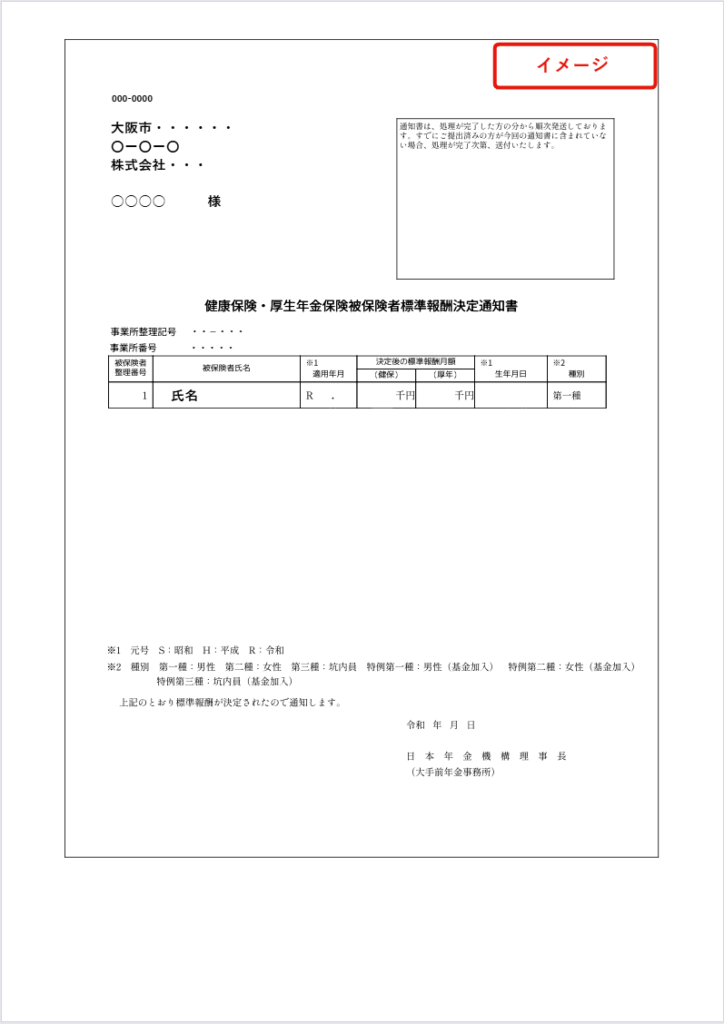 イメージ
000-0000
大阪市・・・・・・
〇ー〇ー〇
株式会社・・・
〇〇〇〇 様
通知書は、処理が完了した方の分から順次発送しておりま
す。すでにご提出済みの方が今回の通知書に含まれていな
い場合、処理が完了次第、送付いたします。
健康保険・厚生年金保険被保険者標準報酬決定通知書
事業所整理記号 ・・－・・・
事業所番号 ・・・・・
被保険者 整理番号 被保険者氏名 ※1 適用年月 決定後の標準報酬月額 (健保) (厚年) ※1 生年月日 ※2 種別
1 氏名 R . 千円 千円 第一種
※1 元号 S：昭和 H：平成 R：令和
※2 種別 第一種：男性 第二種：女性 第三種：坑内員 特例第一種：男性（基金加入） 特例第二種：女性（基金加入）
特例第三種：坑内員（基金加入）
上記のとおり標準報酬が決定されたので通知します。
令和 年 月 日
日 本 年 金 機 構 理 事 長
（大手前年金事務所）